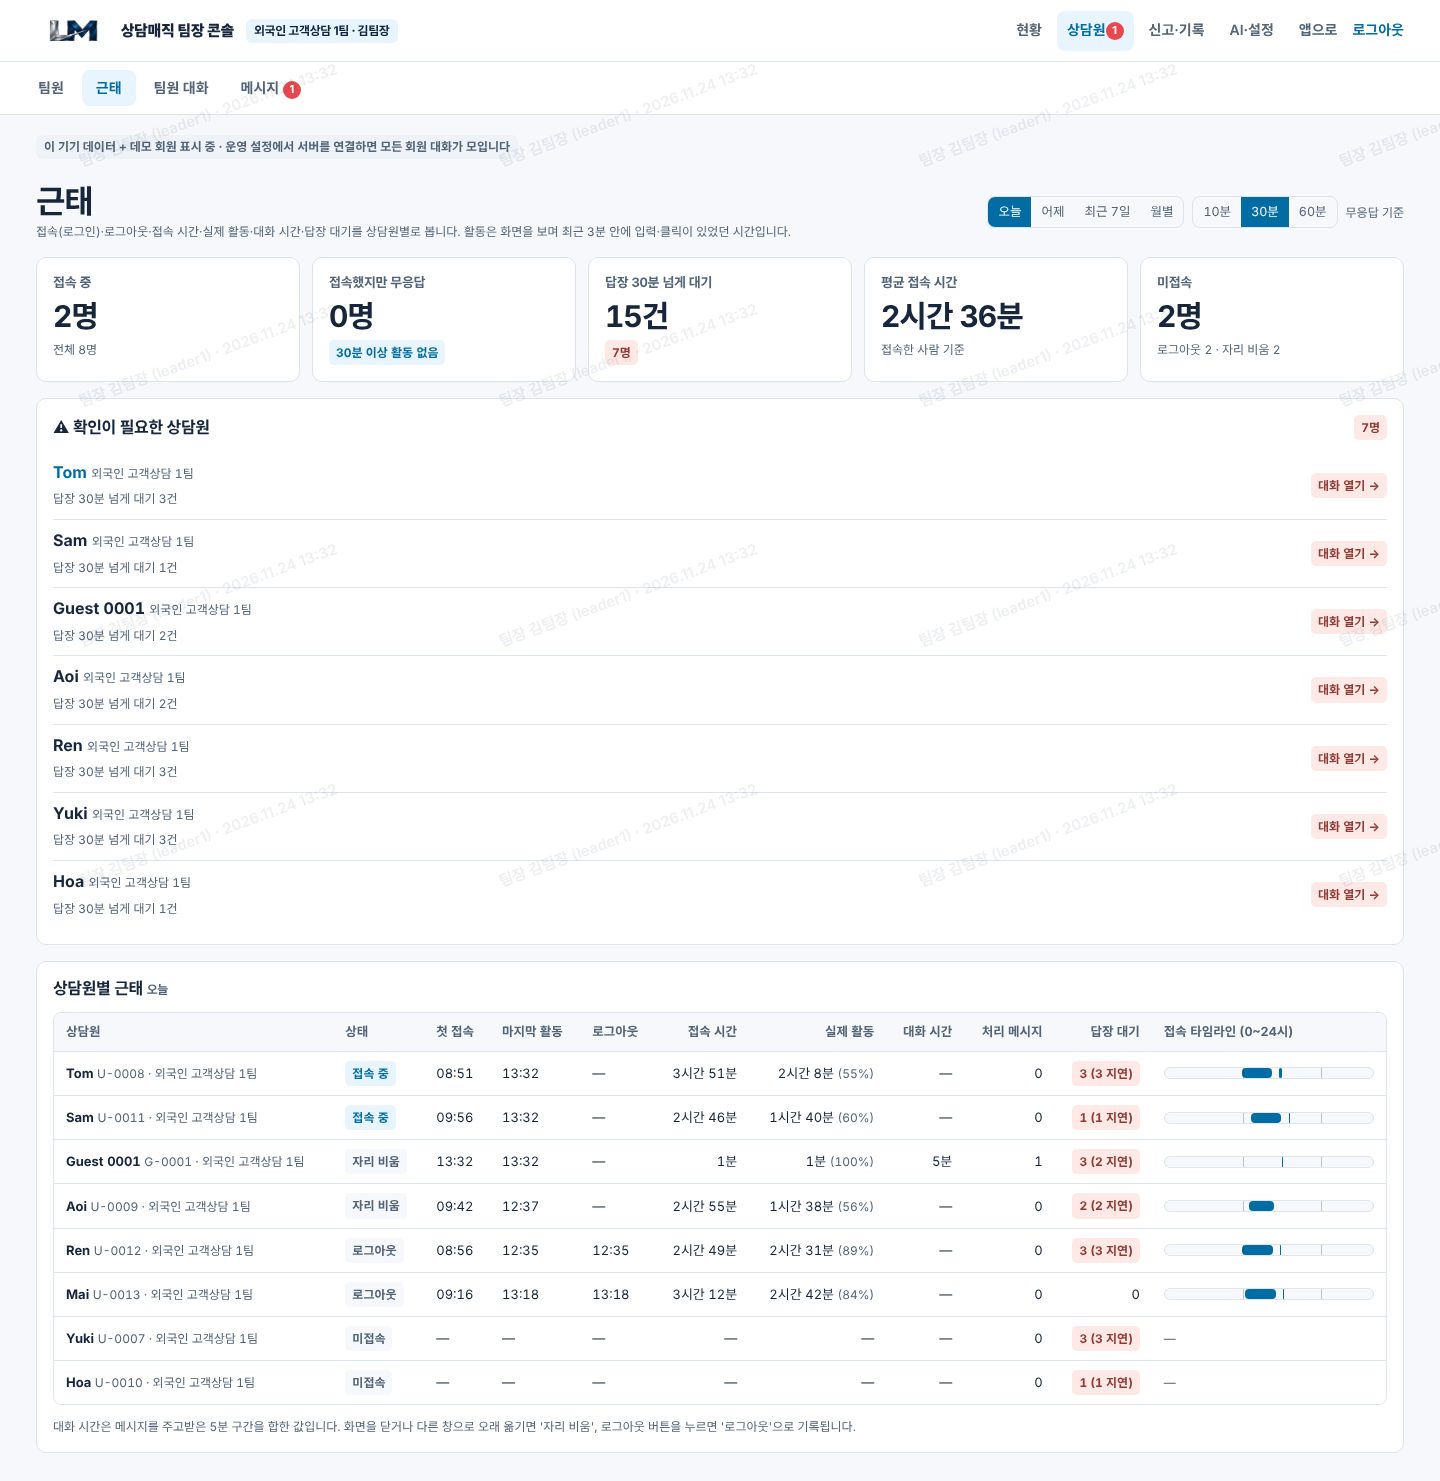 LM 상담매직 팀장 콘솔 외국인 고객상담 1팀 · 김팀장 현황 상담원 1 신고·기록 AI·설정 앱으로 로그아웃
팀원 근태 팀원 대화 메시지 1
이 기기 데이터 + 데모 회원 표시 중 · 운영 설정에서 서버를 연결하면 모든 회원 대화가 모입니다
근태
오늘 어제 최근 7일 월별 10분 30분 60분 무응답 기준
접속(로그인)·로그아웃·접속 시간·실제 활동·대화 시간·답장 대기를 상담원별로 봅니다. 활동은 화면을 보며 최근 3분 안에 입력·클릭이 있었던 시간입니다.
접속 중
2명
전체 8명
접속했지만 무응답
0명
30분 이상 활동 없음
답장 30분 넘게 대기
15건
7명
평균 접속 시간
2시간 36분
접속한 사람 기준
미접속
2명
로그아웃 2 · 자리 비움 2
⚠ 확인이 필요한 상담원 7명
Tom 외국인 고객상담 1팀
답장 30분 넘게 대기 3건
대화 열기 →
Sam 외국인 고객상담 1팀
답장 30분 넘게 대기 1건
대화 열기 →
Guest 0001 외국인 고객상담 1팀
답장 30분 넘게 대기 2건
대화 열기 →
Aoi 외국인 고객상담 1팀
답장 30분 넘게 대기 2건
대화 열기 →
Ren 외국인 고객상담 1팀
답장 30분 넘게 대기 3건
대화 열기 →
Yuki 외국인 고객상담 1팀
답장 30분 넘게 대기 3건
대화 열기 →
Hoa 외국인 고객상담 1팀
답장 30분 넘게 대기 1건
대화 열기 →
상담원별 근태 오늘
상담원 상태 첫 접속 마지막 활동 로그아웃 접속 시간 실제 활동 대화 시간 처리 메시지 답장 대기 접속 타임라인 (0~24시)
Tom U-0008 · 외국인 고객상담 1팀 접속 중 08:51 13:32 — 3시간 51분 2시간 8분 (55%) — 0 3 (3 지연)
Sam U-0011 · 외국인 고객상담 1팀 접속 중 09:56 13:32 — 2시간 46분 1시간 40분 (60%) — 0 1 (1 지연)
Guest 0001 G-0001 · 외국인 고객상담 1팀 자리 비움 13:32 13:32 — 1분 1분 (100%) 5분 1 3 (2 지연)
Aoi U-0009 · 외국인 고객상담 1팀 자리 비움 09:42 12:37 — 2시간 55분 1시간 38분 (56%) — 0 2 (2 지연)
Ren U-0012 · 외국인 고객상담 1팀 로그아웃 08:56 12:35 12:35 2시간 49분 2시간 31분 (89%) — 0 3 (3 지연)
Mai U-0013 · 외국인 고객상담 1팀 로그아웃 09:16 13:18 13:18 3시간 12분 2시간 42분 (84%) — 0 0
Yuki U-0007 · 외국인 고객상담 1팀 미접속 — — — — — — 0 3 (3 지연) —
Hoa U-0010 · 외국인 고객상담 1팀 미접속 — — — — — — 0 1 (1 지연) —
대화 시간은 메시지를 주고받은 5분 구간을 합한 값입니다. 화면을 닫거나 다른 창으로 오래 옮기면 '자리 비움', 로그아웃 버튼을 누르면 '로그아웃'으로 기록됩니다.
팀장 김팀장 (leader1) · 2026.11.24 13:32